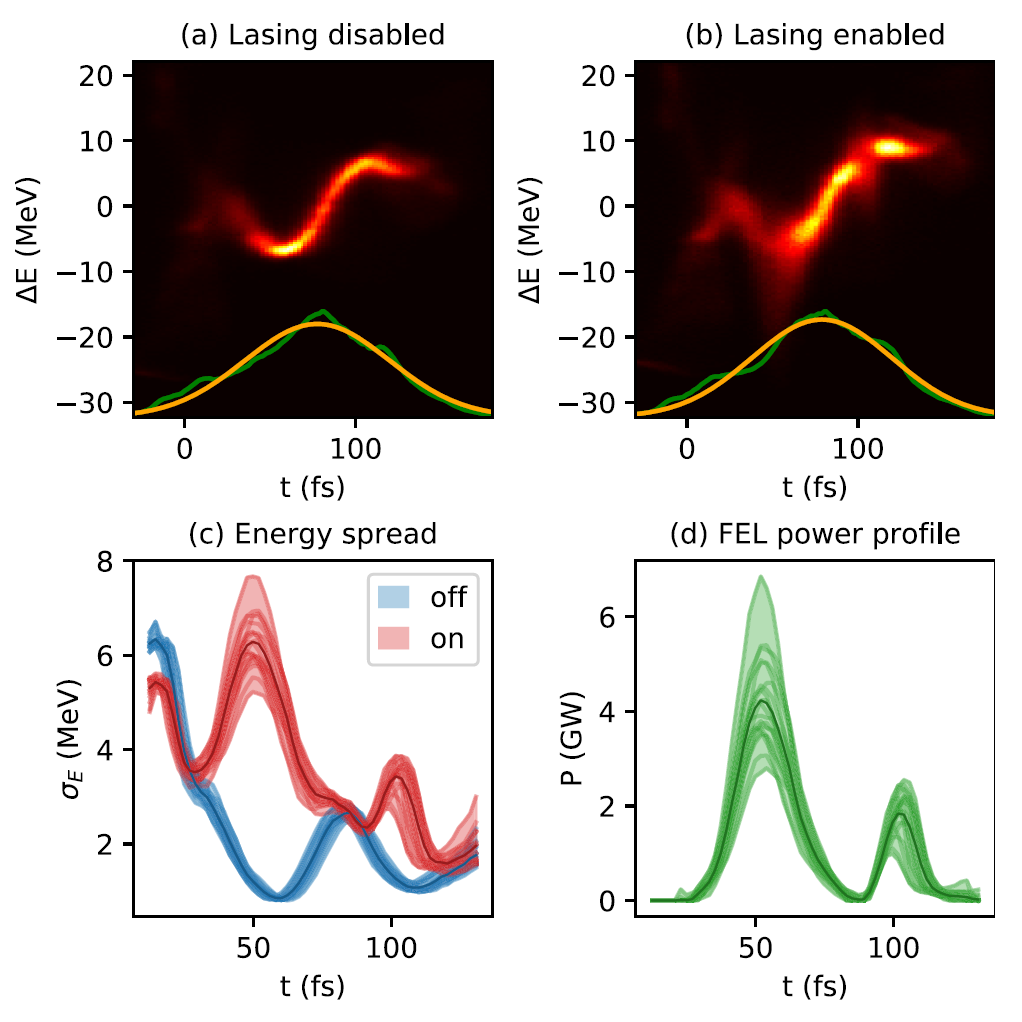 (a) Lasing disabled
20
10
0
−10
−20
−30
ΔE (MeV)
0
100
t (fs)
(b) Lasing enabled
20
10
0
−10
−20
−30
ΔE (MeV)
0
100
t (fs)
(c) Energy spread
8
6
4
2
σE (MeV)
off
on
50
100
t (fs)
(d) FEL power profile
6
4
2
0
P (GW)
50
100
t (fs)